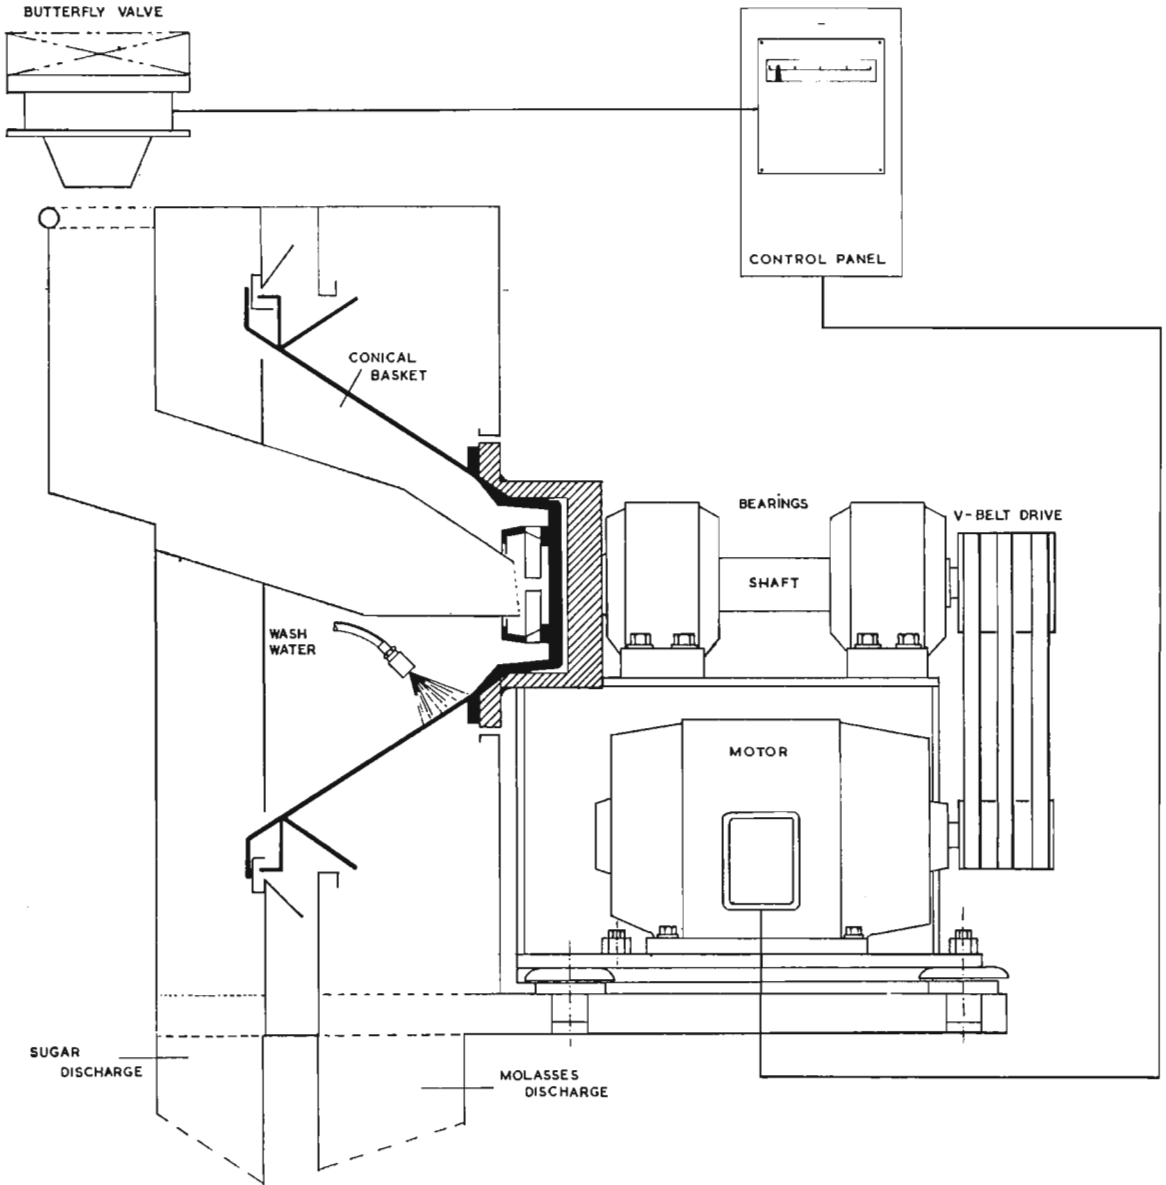 BUTTERFLY VALVE
CONTROL PANEL
CONICAL
BASKET
BEARINGS
V-BELT DRIVE
SHAFT
WASH
WATER
MOTOR
SUGAR
DISCHARGE
MOLASSES
DISCHARGE